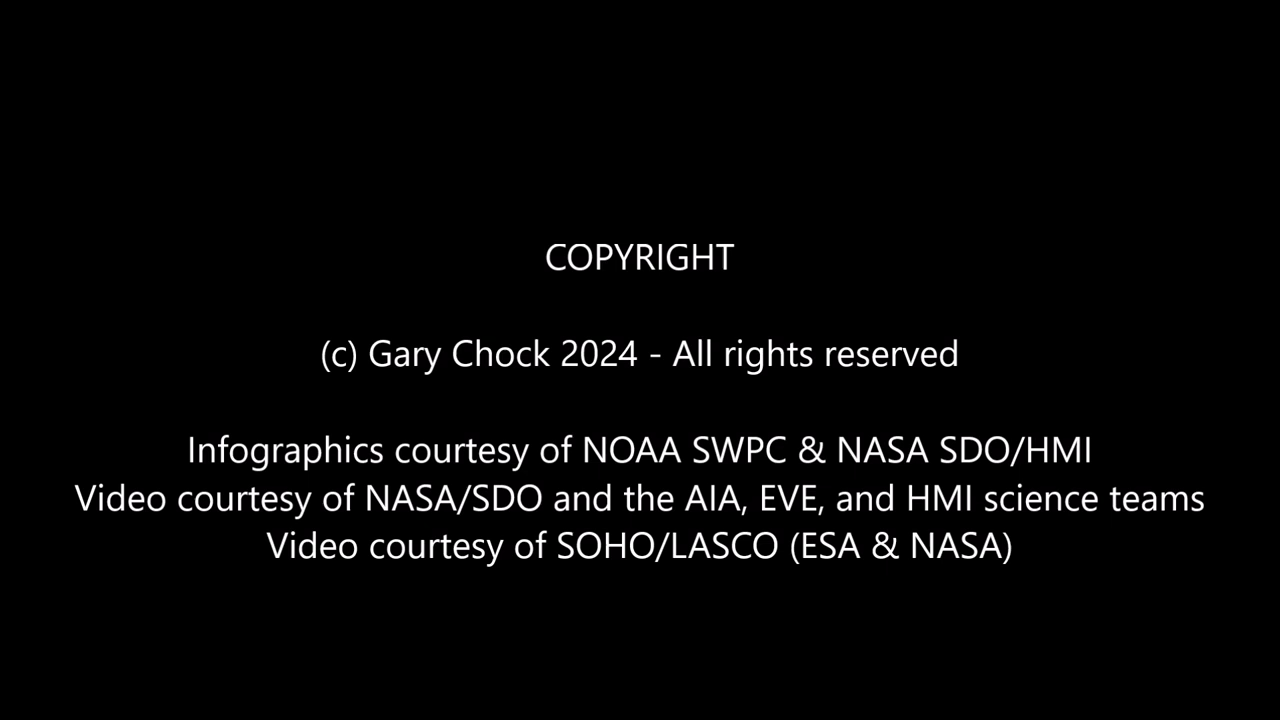 COPYRIGHT
(c) Gary Chock 2024 - All rights reserved
Infographics courtesy of NOAA SWPC & NASA SDO/HMI
Video courtesy of NASA/SDO and the AIA, EVE, and HMI science teams
Video courtesy of SOHO/LASCO (ESA & NASA)